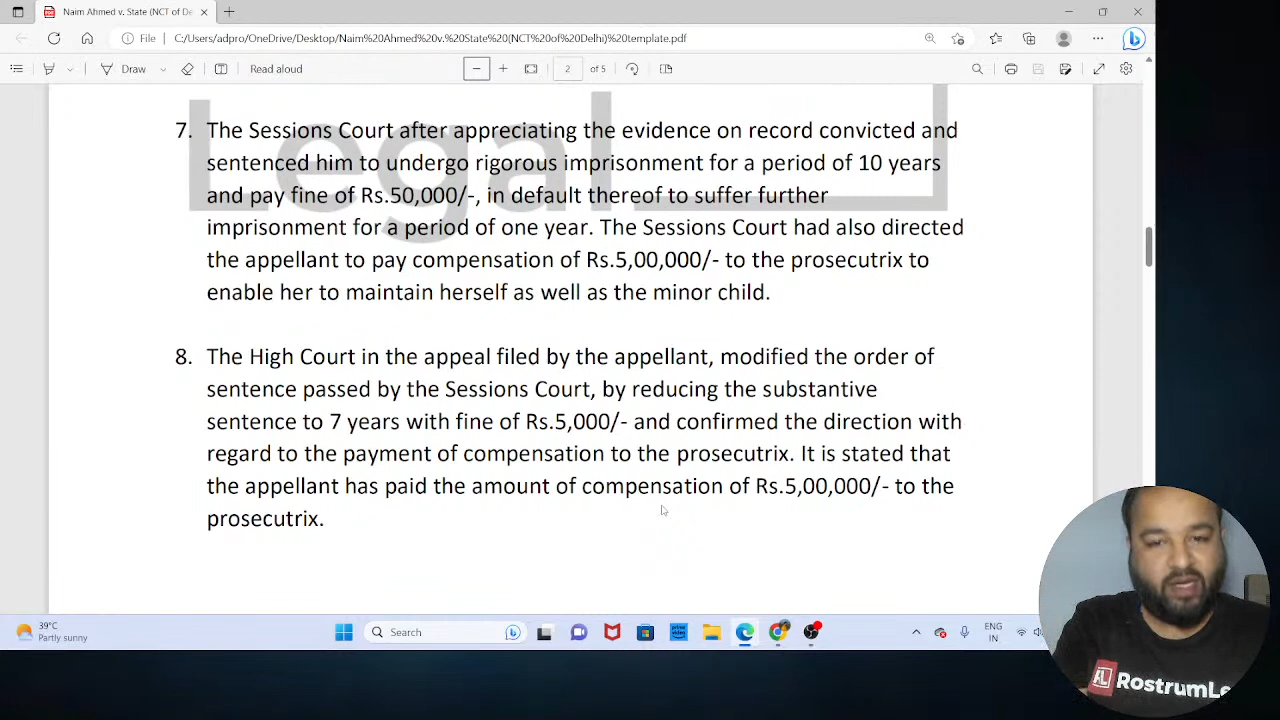 Naim Ahmed v. State (NCT of De
File C:/Users/adpro/OneDrive/Desktop/Naim%20Ahmed%20v.%20State%20(NCT%20of%20Delhi)%20template.pdf
Draw Read aloud 2 of 5
Legal
7. The Sessions Court after appreciating the evidence on record convicted and
sentenced him to undergo rigorous imprisonment for a period of 10 years
and pay fine of Rs.50,000/-, in default thereof to suffer further
imprisonment for a period of one year. The Sessions Court had also directed
the appellant to pay compensation of Rs.5,00,000/- to the prosecutrix to
enable her to maintain herself as well as the minor child.
8. The High Court in the appeal filed by the appellant, modified the order of
sentence passed by the Sessions Court, by reducing the substantive
sentence to 7 years with fine of Rs.5,000/- and confirmed the direction with
regard to the payment of compensation to the prosecutrix. It is stated that
the appellant has paid the amount of compensation of Rs.5,00,000/- to the
prosecutrix.
39°C
Partly sunny
Search
prime video
ENG
IN
AL RostrumLe